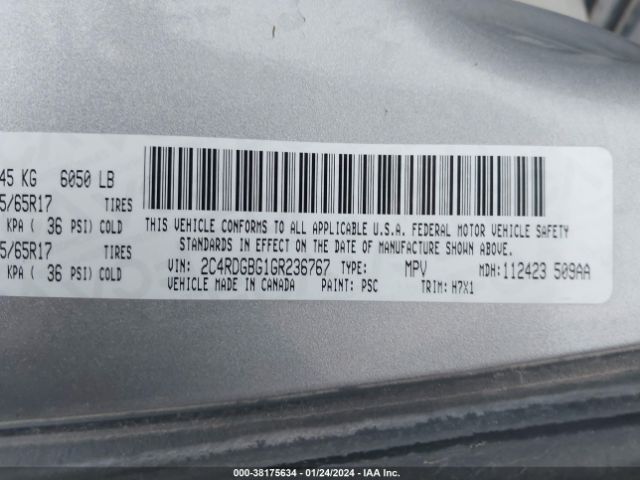 45 KG 6050 LB
5/65R17 TIRES
KPA ( 36 PSI) COLD
5/65R17 TIRES
KPA ( 36 PSI) COLD
THIS VEHICLE CONFORMS TO ALL APPLICABLE U.S.A. FEDERAL MOTOR VEHICLE SAFETY
STANDARDS IN EFFECT ON THE DATE OF MANUFACTURE SHOWN ABOVE.
VIN: 2C4RDGBG1GR236767 TYPE: MPV MDH: 112423 509AA
VEHICLE MADE IN CANADA PAINT: PSC TRIM: H7X1
000-38175634 - 01/24/2024 - IAA Inc.